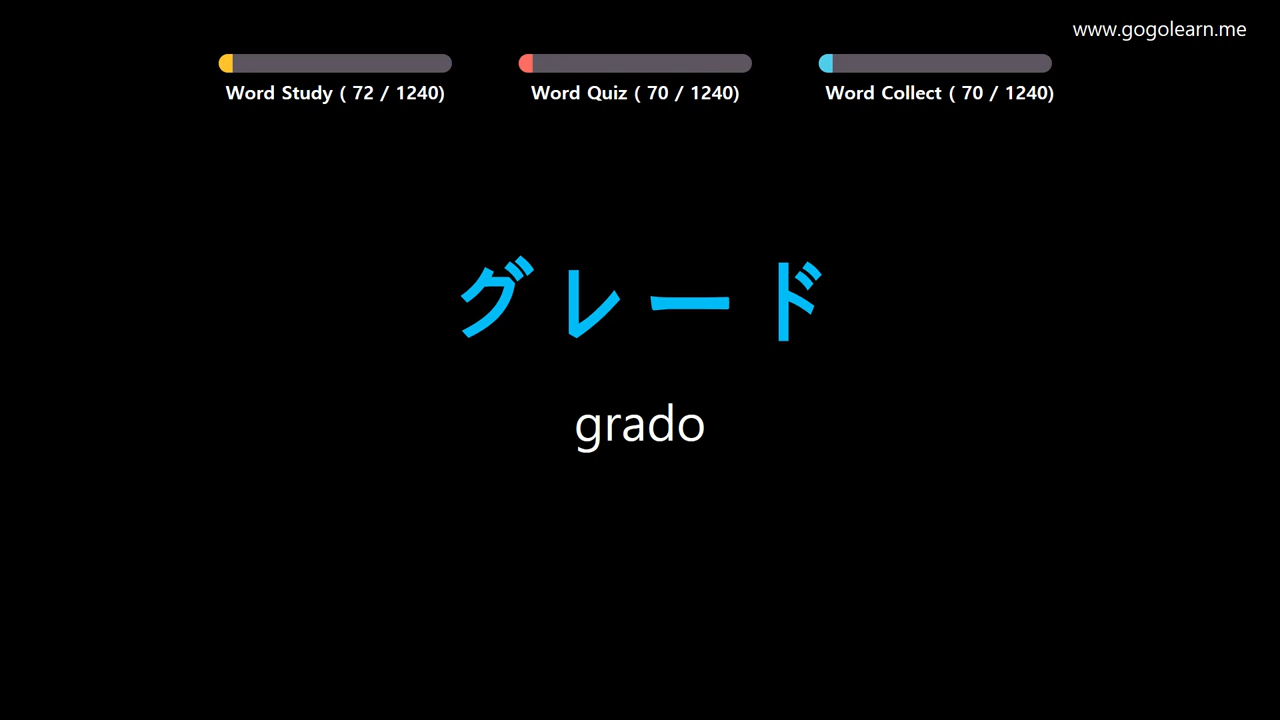 www.gogolearn.me
Word Study ( 72 / 1240)
Word Quiz ( 70 / 1240)
Word Collect ( 70 / 1240)
グレード
grado